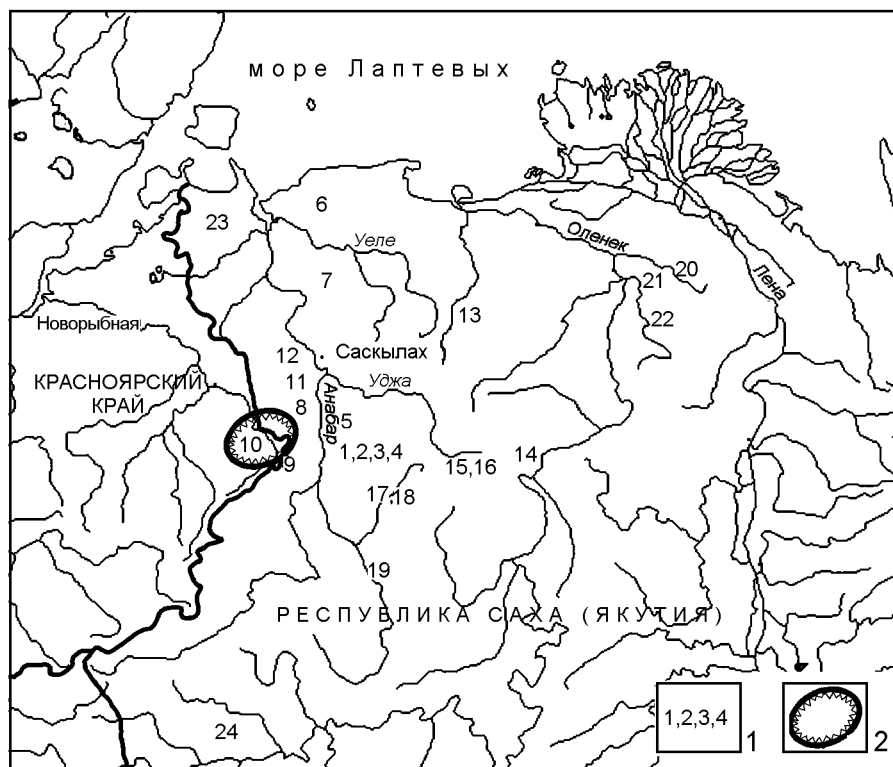 море Лаптевых
23
6
Уеле
Оленек
7
21
20
Лена
13
22
Новорыбная
12
Саскылах
КРАСНОЯРСКИЙ
КРАЙ
11
Уджа
8
Анабар
5
10
9
1,2,3,4
15,16
14
17
18
19
РЕСПУБЛИКА САХА (ЯКУТИЯ)
24
1,2,3,4
1
2